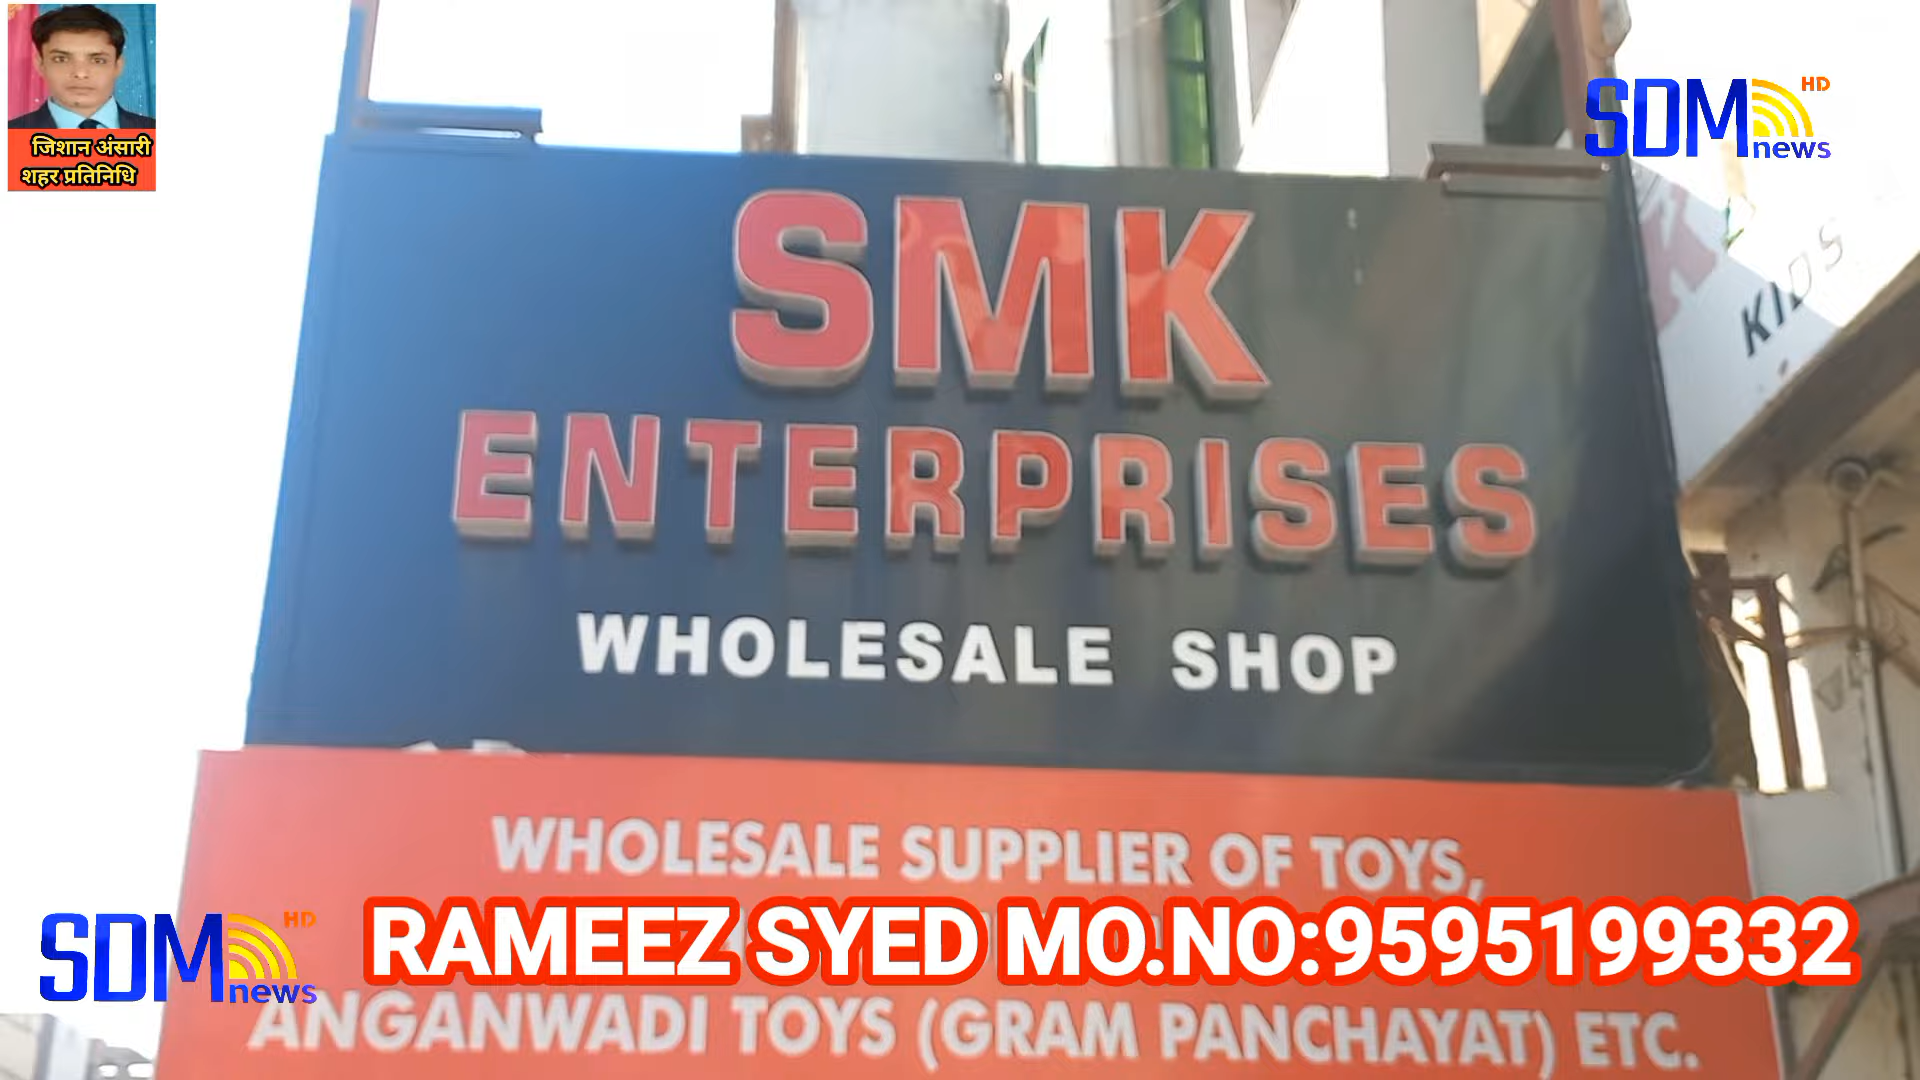 जिशान अंसारी
शहर प्रतिनिधि
SDM HD
news
SMK
KIDS
ENTERPRISES
WHOLESALE SHOP
WHOLESALE SUPPLIER OF TOYS,
SDM HD
news
RAMEEZ SYED MO.NO:9595199332
ANGANWADI TOYS (GRAM PANCHAYAT) ETC.